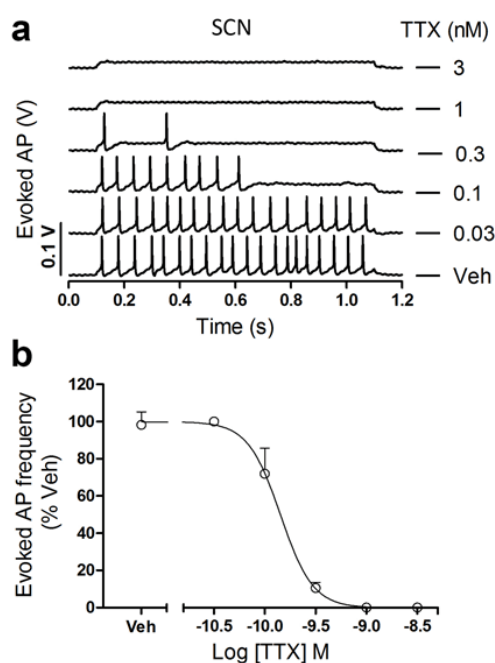 a
SCN
TTX (nM)
3
1
0.3
0.1
0.03
Veh
Evoked AP (V)
0.1 V
0.0 0.2 0.4 0.6 0.8 1.0 1.2
Time (s)
b
Evoked AP frequency
(% Veh)
120
100
80
60
40
20
0
Veh -10.5 -10.0 -9.5 -9.0 -8.5
Log [TTX] M